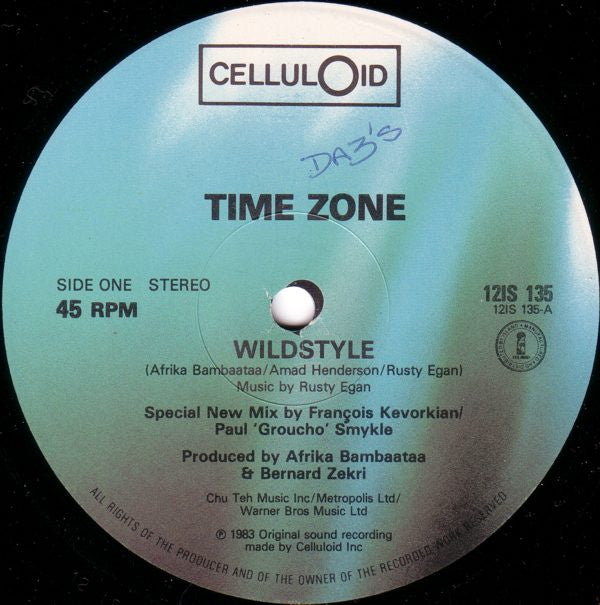 CELLULOID
DAZ's
TIME ZONE
SIDE ONE STEREO
45 RPM
12IS 135
12IS 135-A
WILDSTYLE
(Afrika Bambaataa/Amad Henderson/Rusty Egan)
Music by Rusty Egan
Special New Mix by François Kevorkian/
Paul 'Groucho' Smykle
Produced by Afrika Bambaataa
& Bernard Zekri
Chu Teh Music Inc/Metropolis Ltd/
Warner Bros Music Ltd
℗ 1983 Original sound recording
made by Celluloid Inc
ALL RIGHTS OF THE PRODUCER AND OF THE OWNER OF THE RECORDED WORK RESERVED